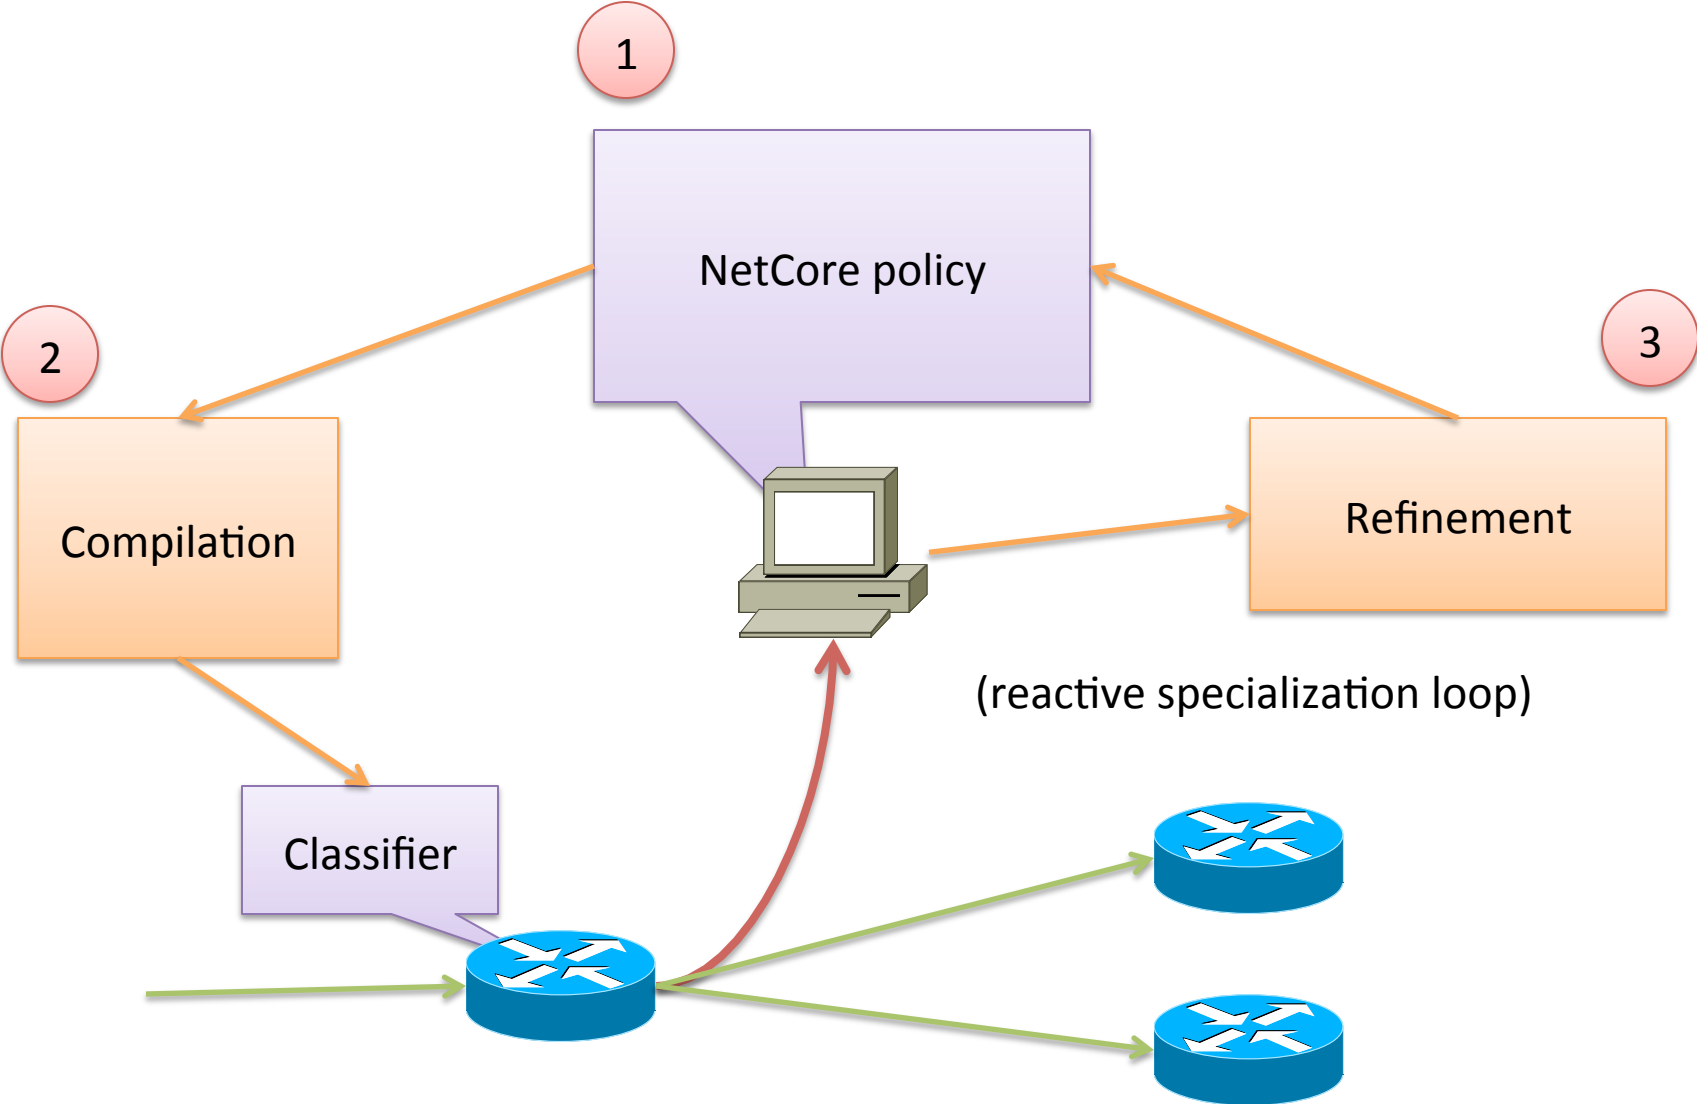 1
NetCore policy
2
3
Compilation
Refinement
(reactive specialization loop)
Classifier